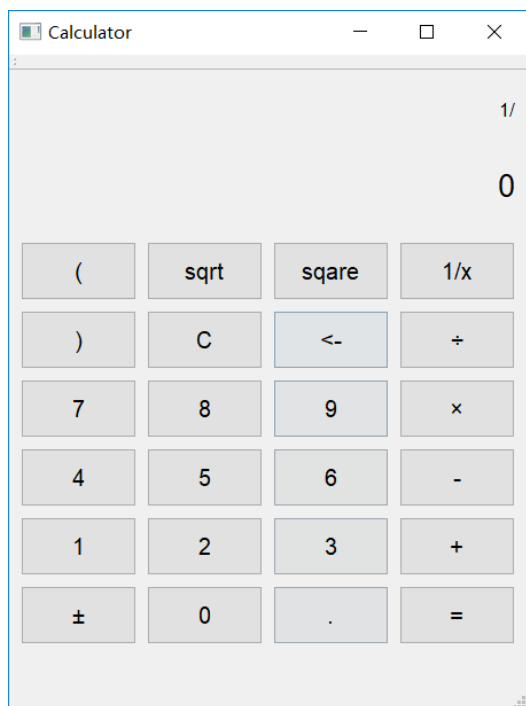 Calculator
1/
0
( sqrt sqare 1/x
) C <- ÷
7 8 9 ×
4 5 6 -
1 2 3 +
± 0 . =